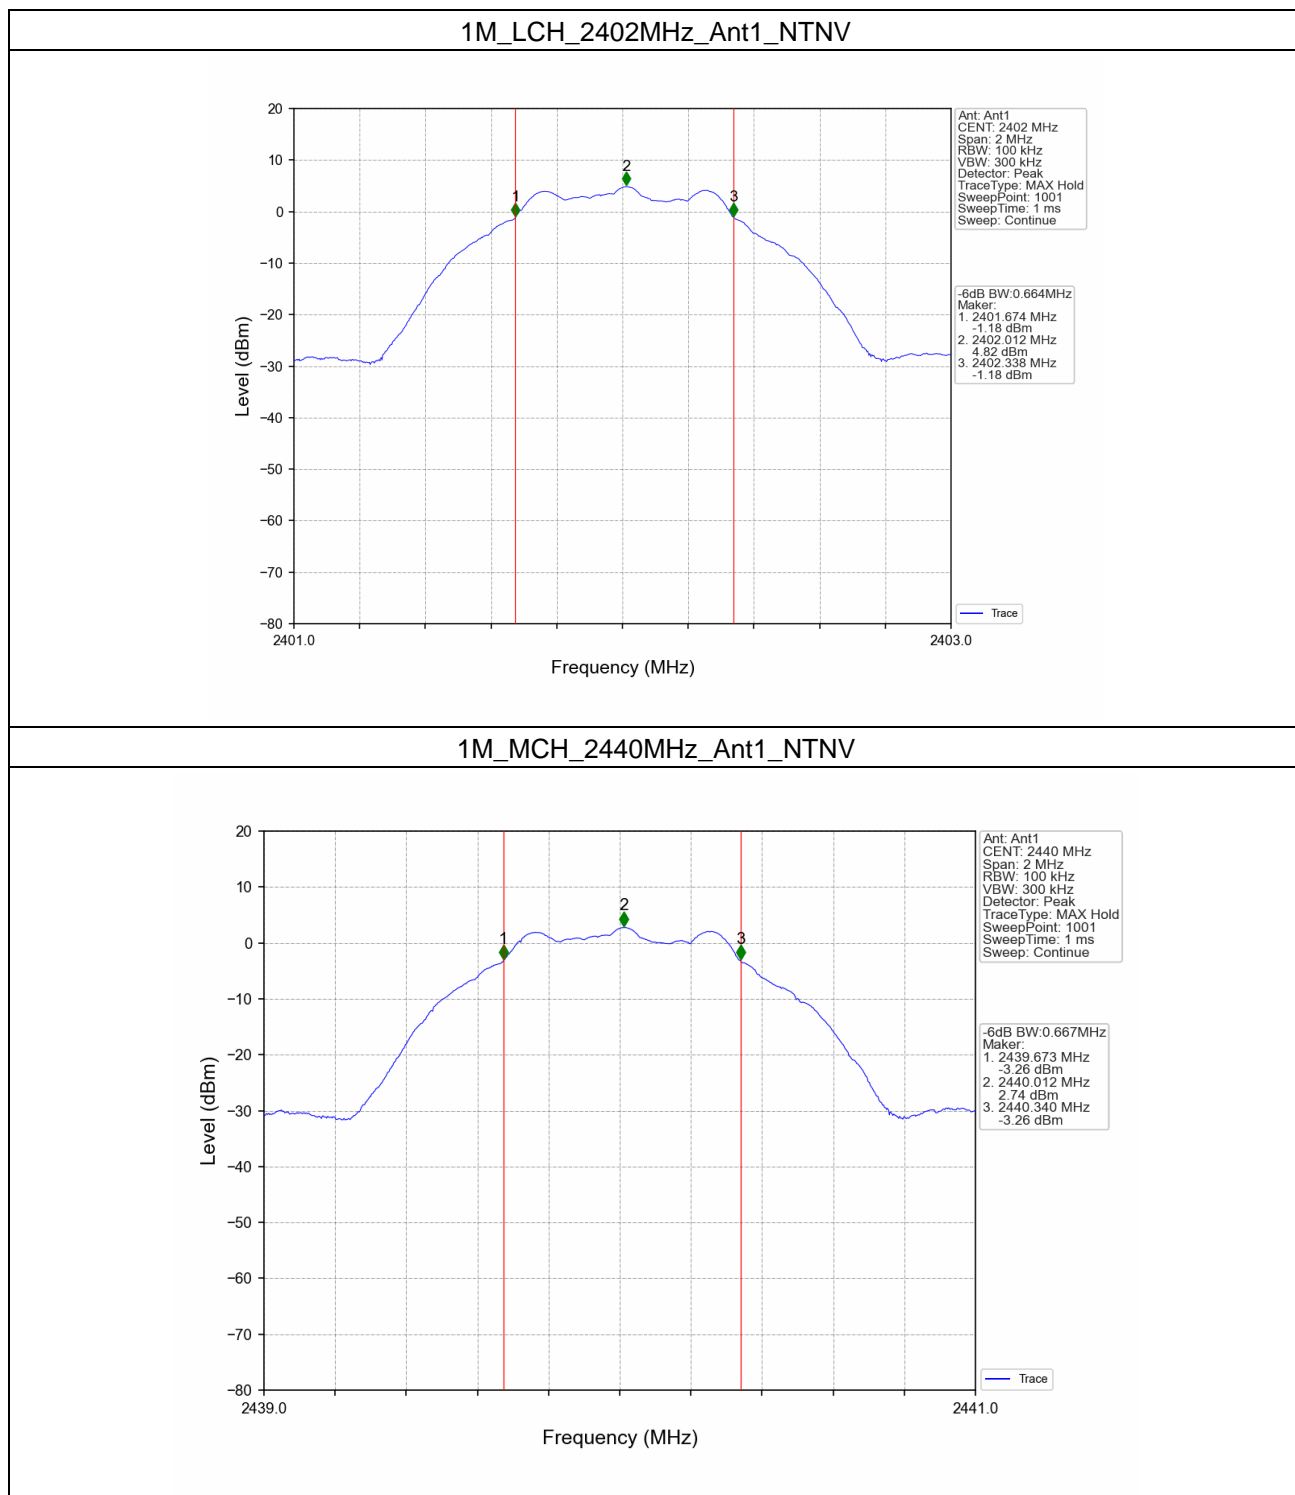 1M_LCH_2402MHz_Ant1_NTNV
20
10
0
−10
−20
−30
−40
−50
−60
−70
−80
Level (dBm)
1
2
3
2401.0
2403.0
Frequency (MHz)
Ant: Ant1
CENT: 2402 MHz
Span: 2 MHz
RBW: 100 kHz
VBW: 300 kHz
Detector: Peak
TraceType: MAX Hold
SweepPoint: 1001
SweepTime: 1 ms
Sweep: Continue
-6dB BW:0.664MHz
Maker:
1. 2401.674 MHz
-1.18 dBm
2. 2402.012 MHz
4.82 dBm
3. 2402.338 MHz
-1.18 dBm
Trace
1M_MCH_2440MHz_Ant1_NTNV
20
10
0
−10
−20
−30
−40
−50
−60
−70
−80
Level (dBm)
1
2
3
2439.0
2441.0
Frequency (MHz)
Ant: Ant1
CENT: 2440 MHz
Span: 2 MHz
RBW: 100 kHz
VBW: 300 kHz
Detector: Peak
TraceType: MAX Hold
SweepPoint: 1001
SweepTime: 1 ms
Sweep: Continue
-6dB BW:0.667MHz
Maker:
1. 2439.673 MHz
-3.26 dBm
2. 2440.012 MHz
2.74 dBm
3. 2440.340 MHz
-3.26 dBm
Trace